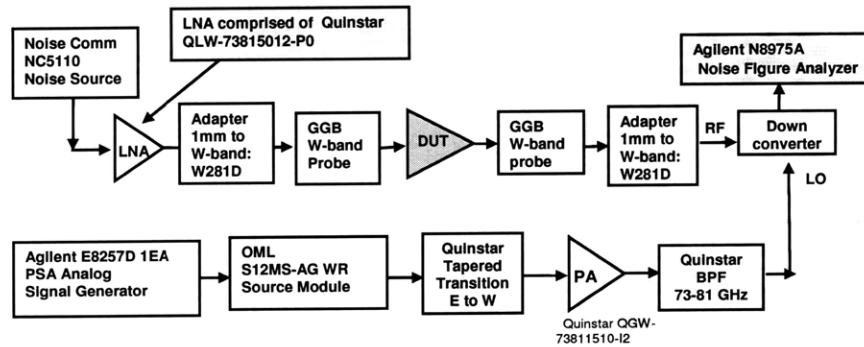 LNA comprised of Quinstar
QLW-73815012-P0
Noise Comm
NC5110
Noise Source
Agilent N8975A
Noise Figure Analyzer
LNA
Adapter
1mm to
W-band:
W281D
GGB
W-band
Probe
DUT
GGB
W-band
probe
Adapter
1mm to
W-band:
W281D
RF
Down
converter
LO
Agilent E8257D 1EA
PSA Analog
Signal Generator
OML
S12MS-AG WR
Source Module
Quinstar
Tapered
Transition
E to W
PA
Quinstar QGW-
73811510-I2
Quinstar
BPF
73-81 GHz